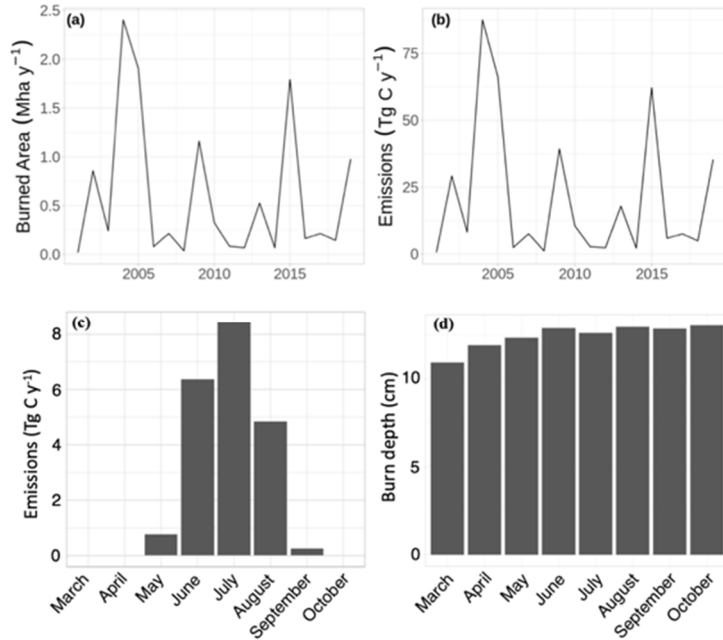 (a)
Burned Area (Mha y⁻¹)
2.5
2.0
1.5
1.0
0.5
0.0
2005
2010
2015
(b)
Emissions (Tg C y⁻¹)
75
50
25
0
2005
2010
2015
(c)
Emissions (Tg C y⁻¹)
8
6
4
2
0
March
April
May
June
July
August
September
October
(d)
Burn depth (cm)
10
5
0
March
April
May
June
July
August
September
October